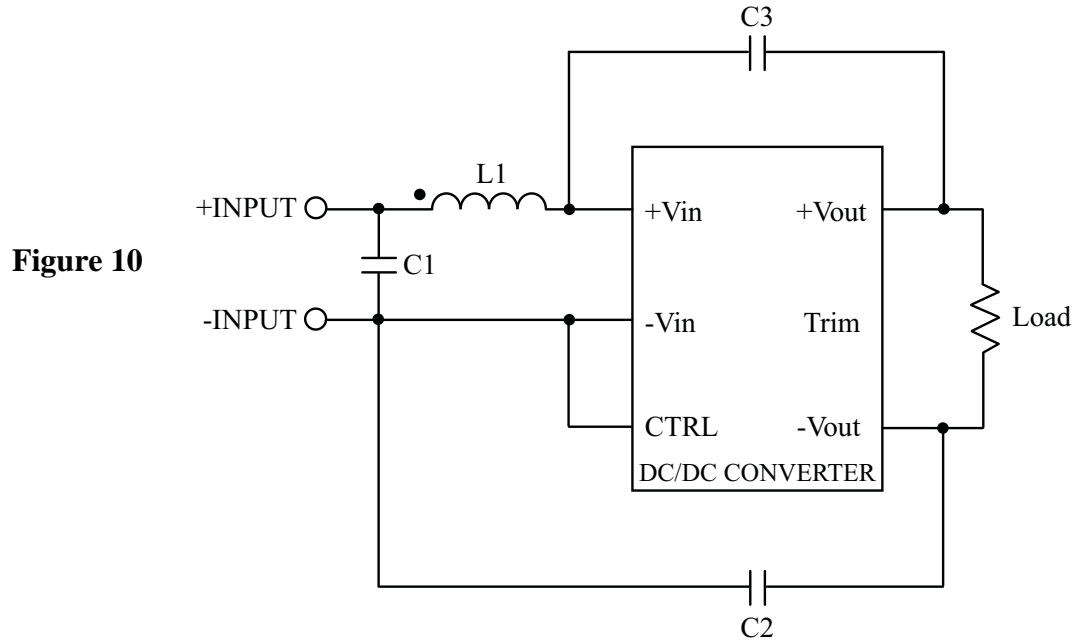 C3
L1
+INPUT
+Vin
+Vout
Figure 10
C1
-INPUT
-Vin
Trim
Load
CTRL
-Vout
DC/DC CONVERTER
C2